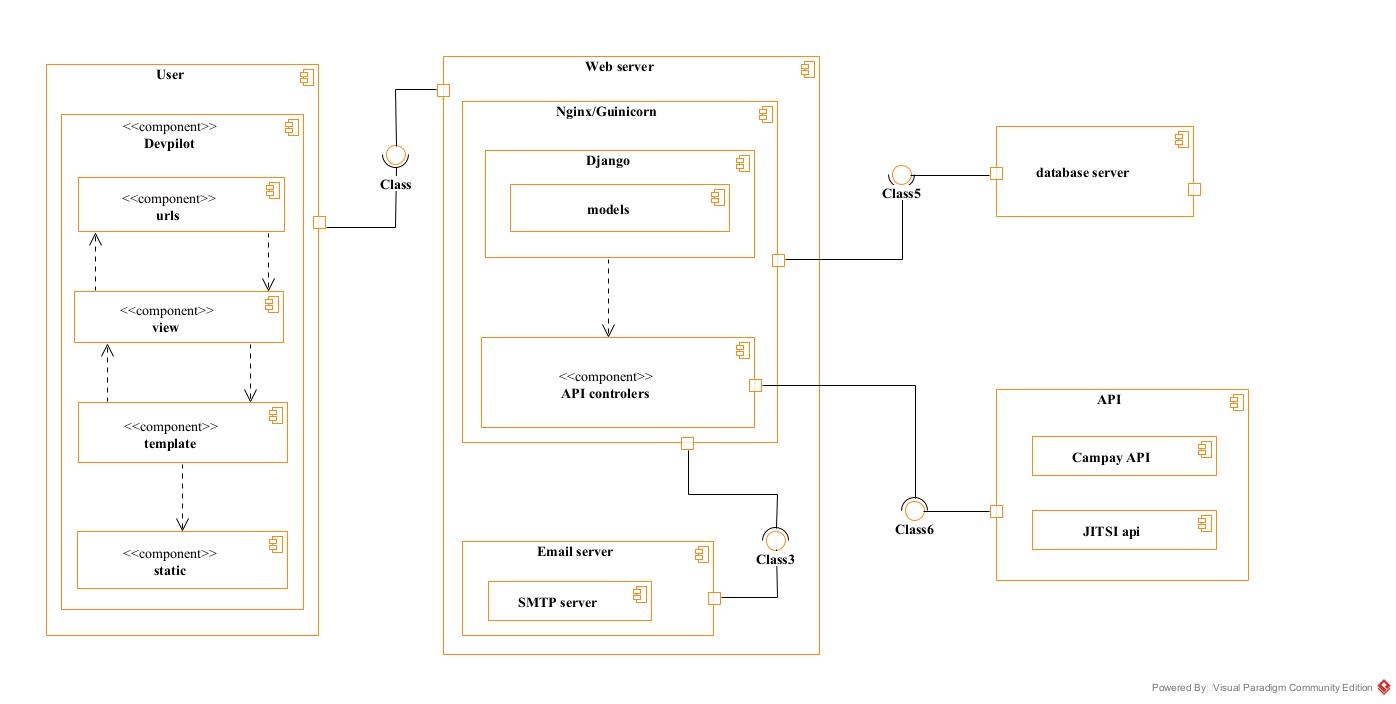 User
<<component>>
Devpilot
<<component>>
urls
<<component>>
view
<<component>>
template
<<component>>
static
Class
Web server
Nginx/Guinicorn
Django
models
<<component>>
API controlers
Email server
SMTP server
Class3
Class5
database server
Class6
API
Campay API
JITSI api
Powered By Visual Paradigm Community Edition